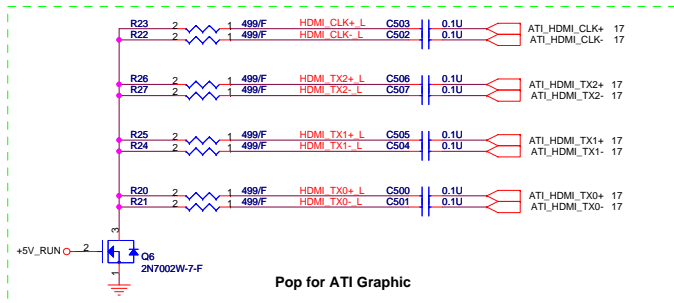 R23 2 1 499/F HDMI_CLK+_L C503 0.1U ATI_HDMI_CLK+ 17
R22 2 1 499/F HDMI_CLK-_L C502 0.1U ATI_HDMI_CLK- 17
R26 2 1 499/F HDMI_TX2+_L C506 0.1U ATI_HDMI_TX2+ 17
R27 2 1 499/F HDMI_TX2-_L C507 0.1U ATI_HDMI_TX2- 17
R25 2 1 499/F HDMI_TX1+_L C505 0.1U ATI_HDMI_TX1+ 17
R24 2 1 499/F HDMI_TX1-_L C504 0.1U ATI_HDMI_TX1- 17
R20 2 1 499/F HDMI_TX0+_L C500 0.1U ATI_HDMI_TX0+ 17
R21 2 1 499/F HDMI_TX0-_L C501 0.1U ATI_HDMI_TX0- 17
3
+5V_RUN 2 Q6
1 2N7002W-7-F
Pop for ATI Graphic